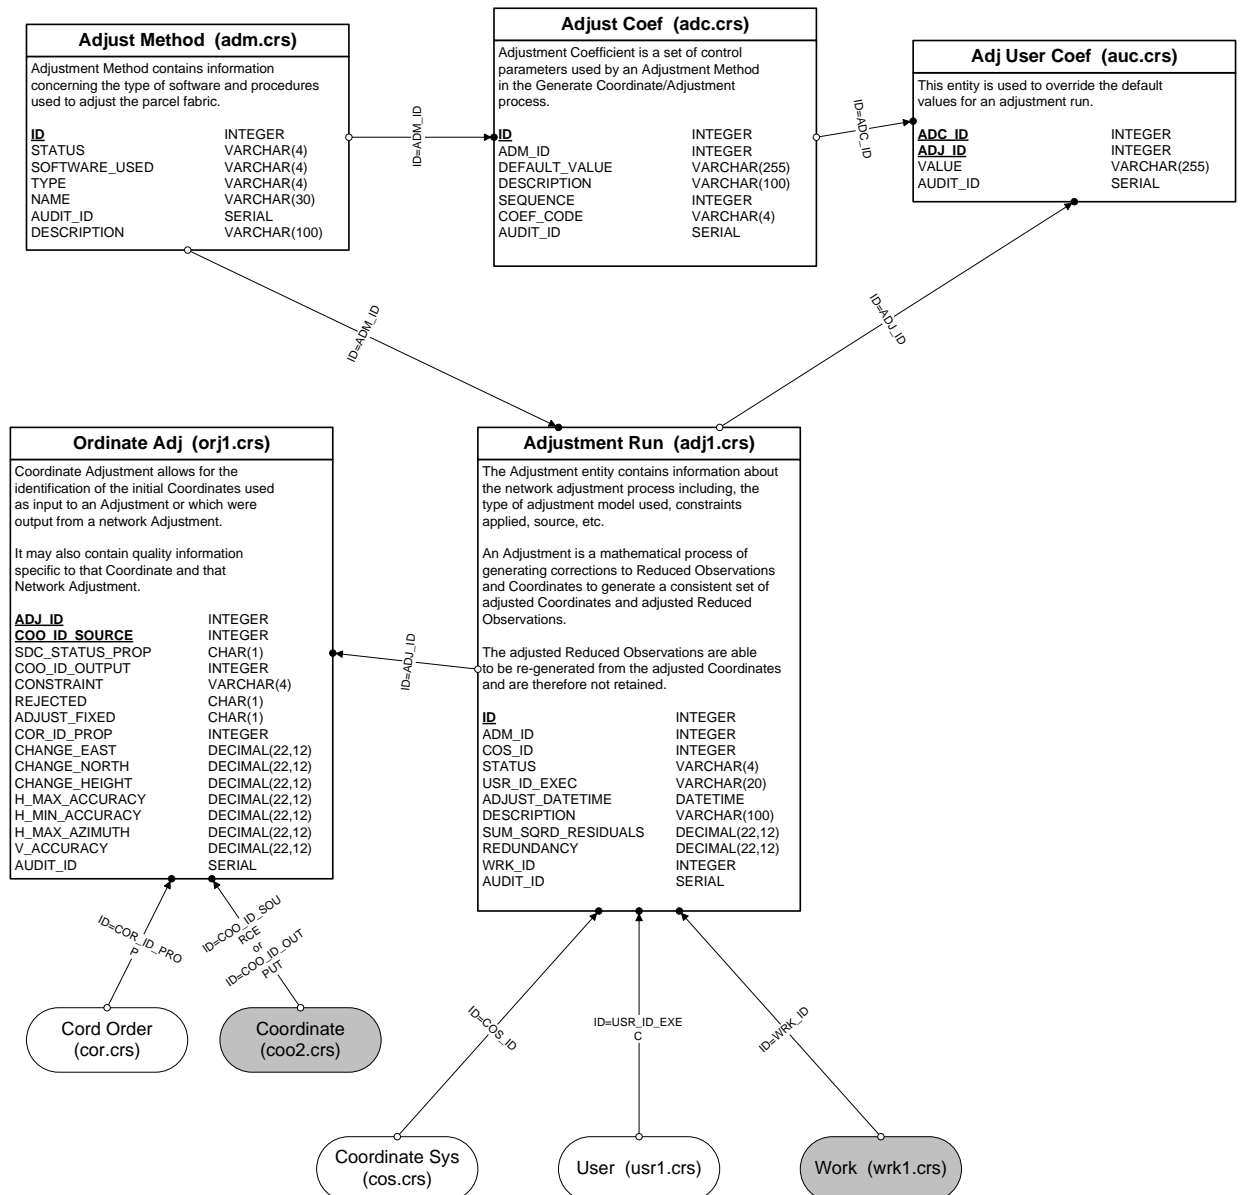 Adjust Method  (adm.crs)
Adjustment Method contains information
concerning the type of software and procedures
used to adjust the parcel fabric.
ID INTEGER
STATUS VARCHAR(4)
SOFTWARE_USED VARCHAR(4)
TYPE VARCHAR(4)
NAME VARCHAR(30)
AUDIT_ID SERIAL
DESCRIPTION VARCHAR(100)
ID=ADM_ID
Adjust Coef  (adc.crs)
Adjustment Coefficient is a set of control
parameters used by an Adjustment Method
in the Generate Coordinate/Adjustment
process.
ID INTEGER
ADM_ID INTEGER
DEFAULT_VALUE VARCHAR(255)
DESCRIPTION VARCHAR(100)
SEQUENCE INTEGER
COEF_CODE VARCHAR(4)
AUDIT_ID SERIAL
ID=ADC_ID
Adj User Coef  (auc.crs)
This entity is used to override the default
values for an adjustment run.
ADC_ID INTEGER
ADJ_ID INTEGER
VALUE VARCHAR(255)
AUDIT_ID SERIAL
ID=ADM_ID
ID=ADJ_ID
Ordinate Adj  (orj1.crs)
Coordinate Adjustment allows for the
identification of the initial Coordinates used
as input to an Adjustment or which were
output from a network Adjustment.
It may also contain quality information
specific to that Coordinate and that
Network Adjustment.
ADJ_ID INTEGER
COO_ID_SOURCE INTEGER
SDC_STATUS_PROP CHAR(1)
COO_ID_OUTPUT INTEGER
CONSTRAINT VARCHAR(4)
REJECTED CHAR(1)
ADJUST_FIXED CHAR(1)
COR_ID_PROP INTEGER
CHANGE_EAST DECIMAL(22,12)
CHANGE_NORTH DECIMAL(22,12)
CHANGE_HEIGHT DECIMAL(22,12)
H_MAX_ACCURACY DECIMAL(22,12)
H_MIN_ACCURACY DECIMAL(22,12)
H_MAX_AZIMUTH DECIMAL(22,12)
V_ACCURACY DECIMAL(22,12)
AUDIT_ID SERIAL
ID=ADJ_ID
Adjustment Run  (adj1.crs)
The Adjustment entity contains information about
the network adjustment process including, the
type of adjustment model used, constraints
applied, source, etc.
An Adjustment is a mathematical process of
generating corrections to Reduced Observations
and Coordinates to generate a consistent set of
adjusted Coordinates and adjusted Reduced
Observations.
The adjusted Reduced Observations are able
to be re-generated from the adjusted Coordinates
and are therefore not retained.
ID INTEGER
ADM_ID INTEGER
COS_ID INTEGER
STATUS VARCHAR(4)
USR_ID_EXEC VARCHAR(20)
ADJUST_DATETIME DATETIME
DESCRIPTION VARCHAR(100)
SUM_SQRD_RESIDUALS DECIMAL(22,12)
REDUNDANCY DECIMAL(22,12)
WRK_ID INTEGER
AUDIT_ID SERIAL
ID=COR_ID_PRO
P
ID=COO_ID_SOU
RCE
or
ID=COO_ID_OUT
PUT
ID=COS_ID
ID=USR_ID_EXE
C
ID=WRK_ID
Cord Order
(cor.crs)
Coordinate
(coo2.crs)
Coordinate Sys
(cos.crs)
User  (usr1.crs)
Work  (wrk1.crs)